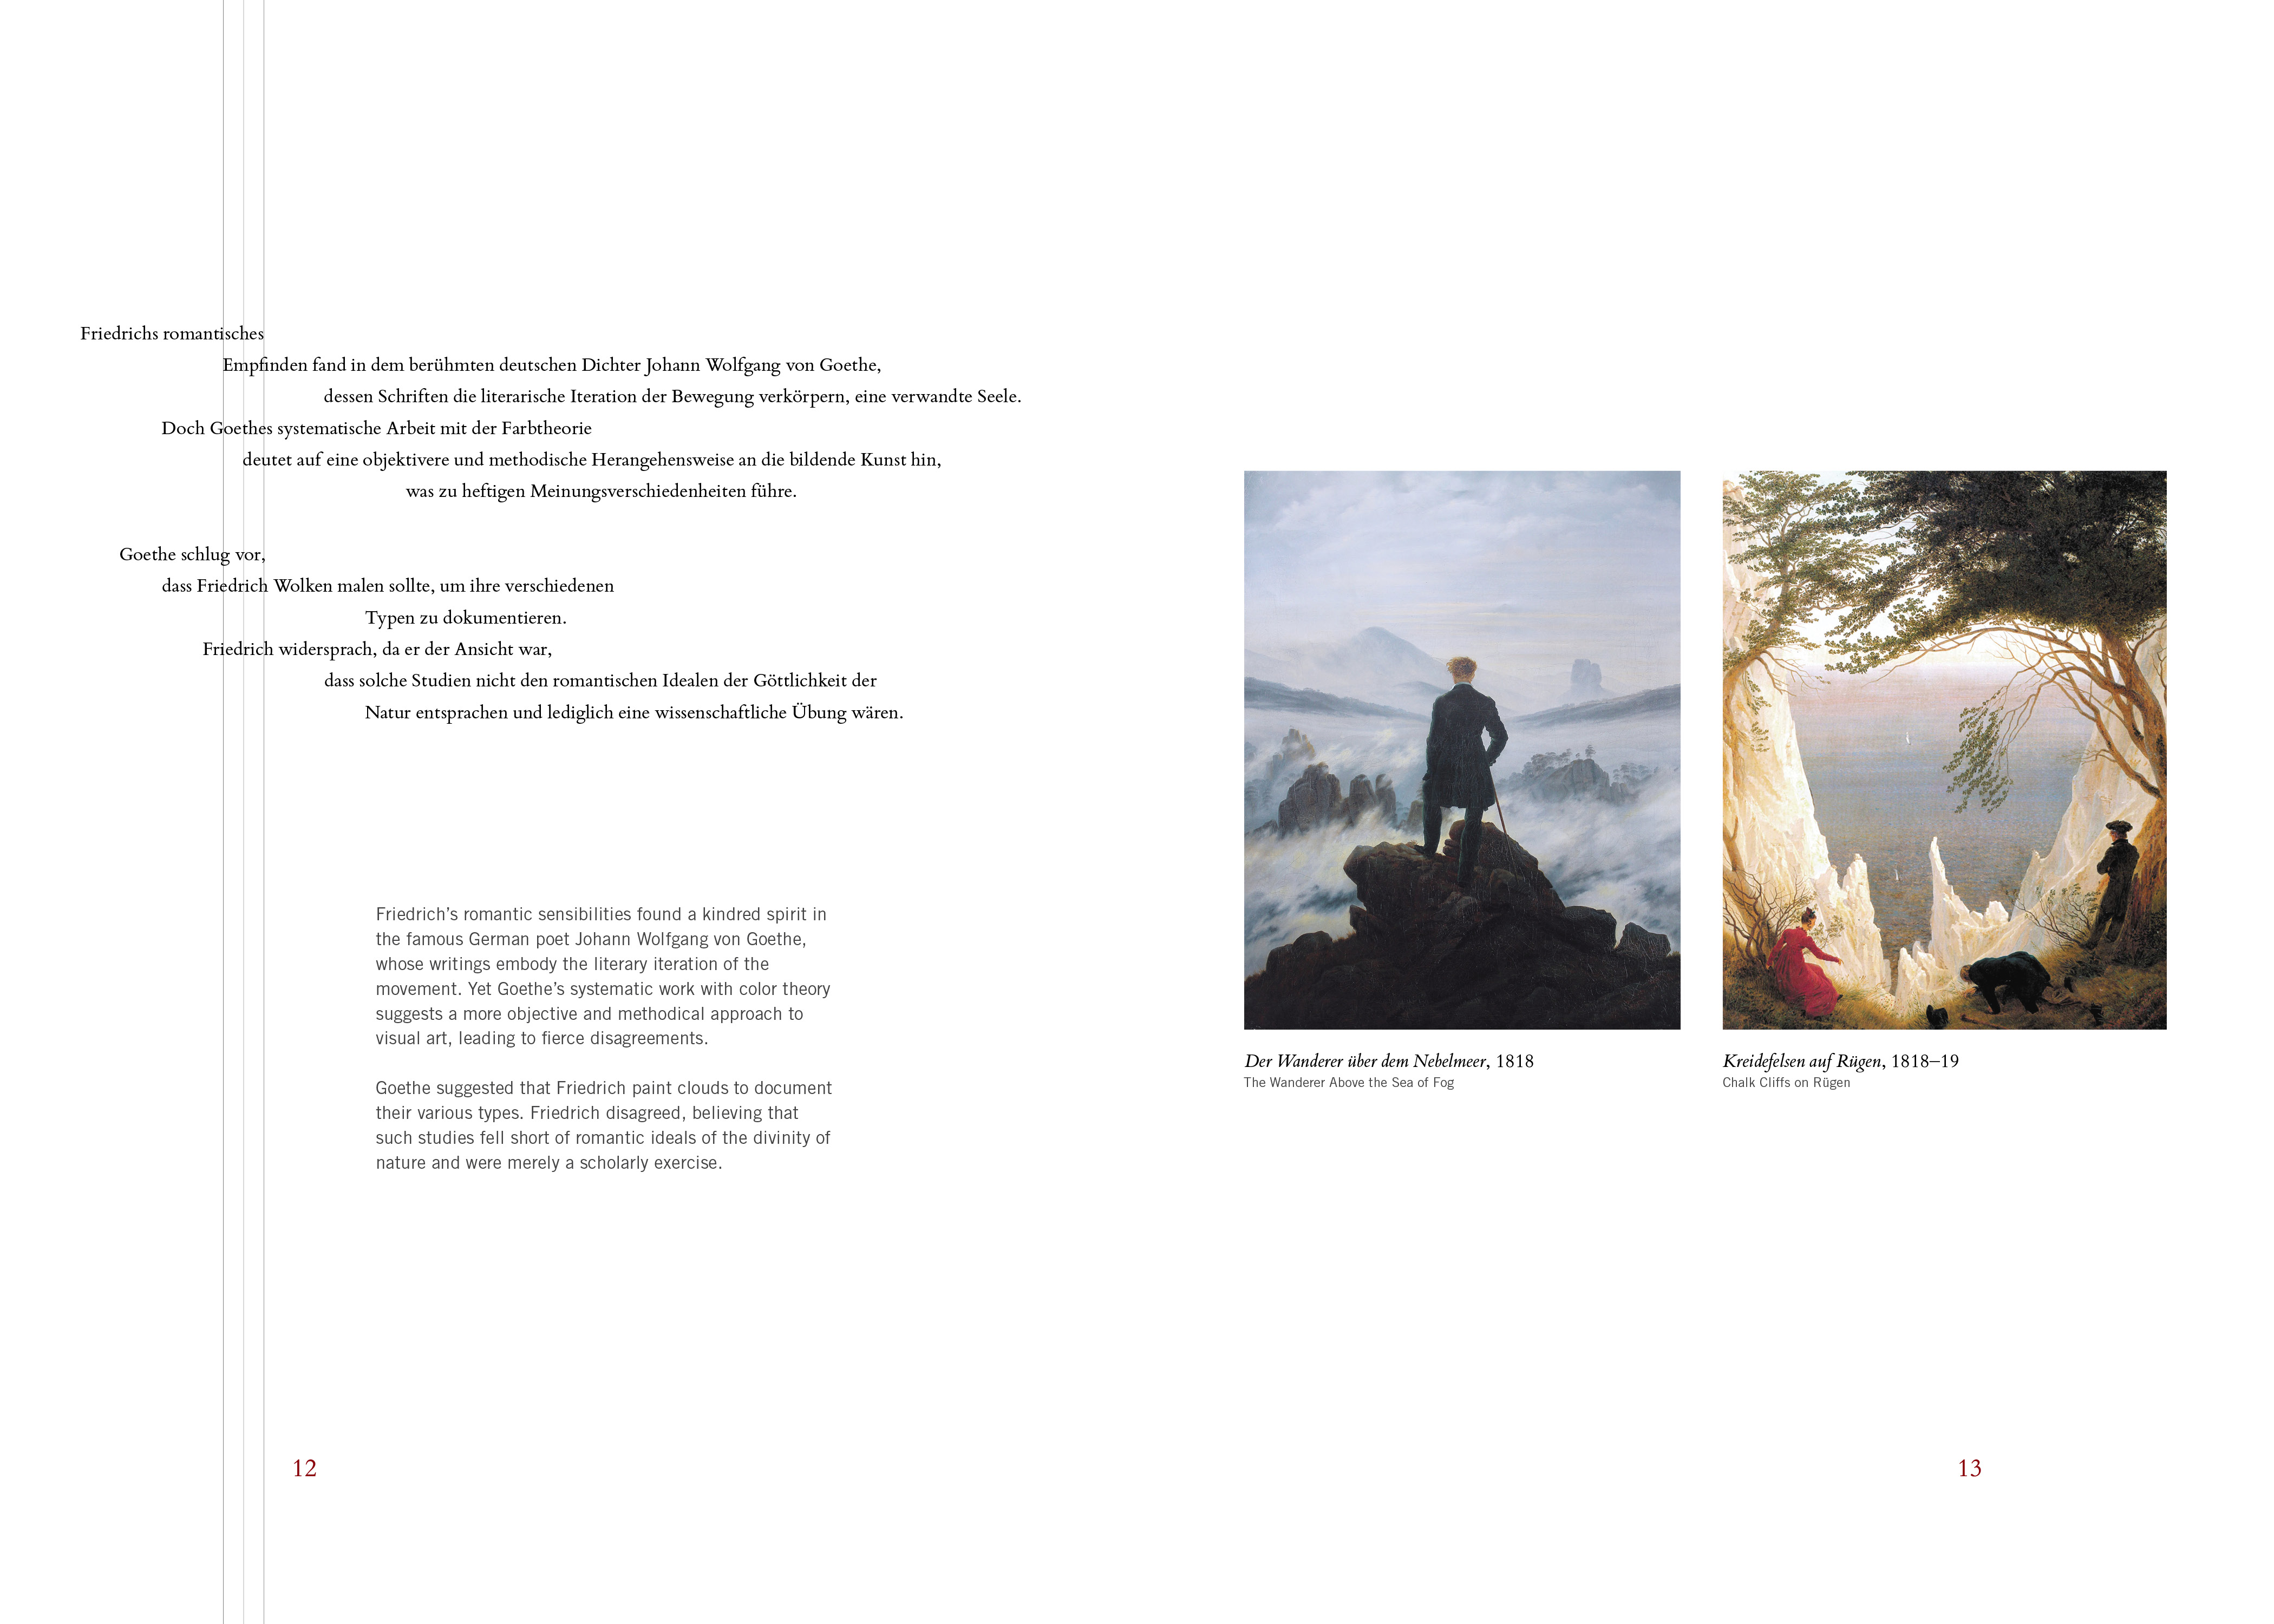 Friedrichs romantisches
Empfinden fand in dem berühmten deutschen Dichter Johann Wolfgang von Goethe,
dessen Schriften die literarische Iteration der Bewegung verkörpern, eine verwandte Seele.
Doch Goethes systematische Arbeit mit der Farbtheorie
deutet auf eine objektivere und methodische Herangehensweise an die bildende Kunst hin,
was zu heftigen Meinungsverschiedenheiten führe.
Goethe schlug vor,
dass Friedrich Wolken malen sollte, um ihre verschiedenen
Typen zu dokumentieren.
Friedrich widersprach, da er der Ansicht war,
dass solche Studien nicht den romantischen Idealen der Göttlichkeit der
Natur entsprachen und lediglich eine wissenschaftliche Übung wären.
Friedrich’s romantic sensibilities found a kindred spirit in
the famous German poet Johann Wolfgang von Goethe,
whose writings embody the literary iteration of the
movement. Yet Goethe’s systematic work with color theory
suggests a more objective and methodical approach to
visual art, leading to fierce disagreements.
Goethe suggested that Friedrich paint clouds to document
their various types. Friedrich disagreed, believing that
such studies fell short of romantic ideals of the divinity of
nature and were merely a scholarly exercise.
12
Der Wanderer über dem Nebelmeer, 1818
The Wanderer Above the Sea of Fog
Kreidefelsen auf Rügen, 1818–19
Chalk Cliffs on Rügen
13